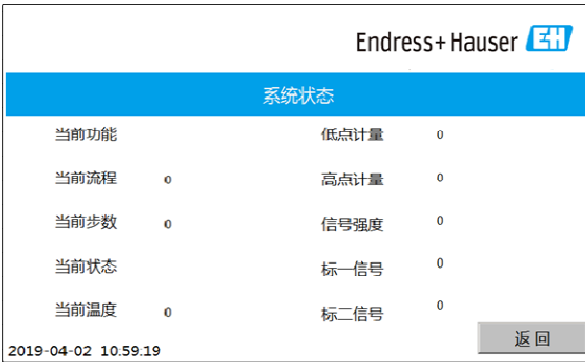 Endress+Hauser EH
系统状态
当前功能 低点计量 0
当前流程 0 高点计量 0
当前步数 0 信号强度 0
当前状态 标一信号 0
当前温度 0 标二信号 0
返回
2019-04-02 10:59:19